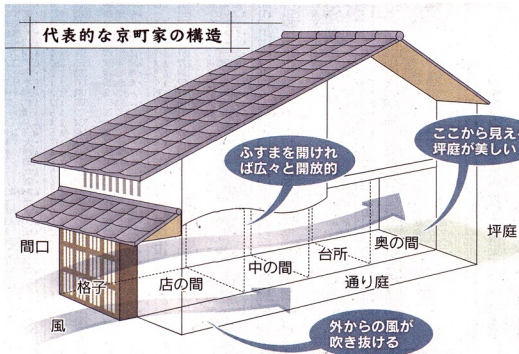 代表的な京町家の構造
ふすまを開けれ
ば広々と開放的
ここから見え
坪庭が美しい
間口
格子
店の間
中の間
台所
奥の間
坪庭
通り庭
風
外からの風が
吹き抜ける